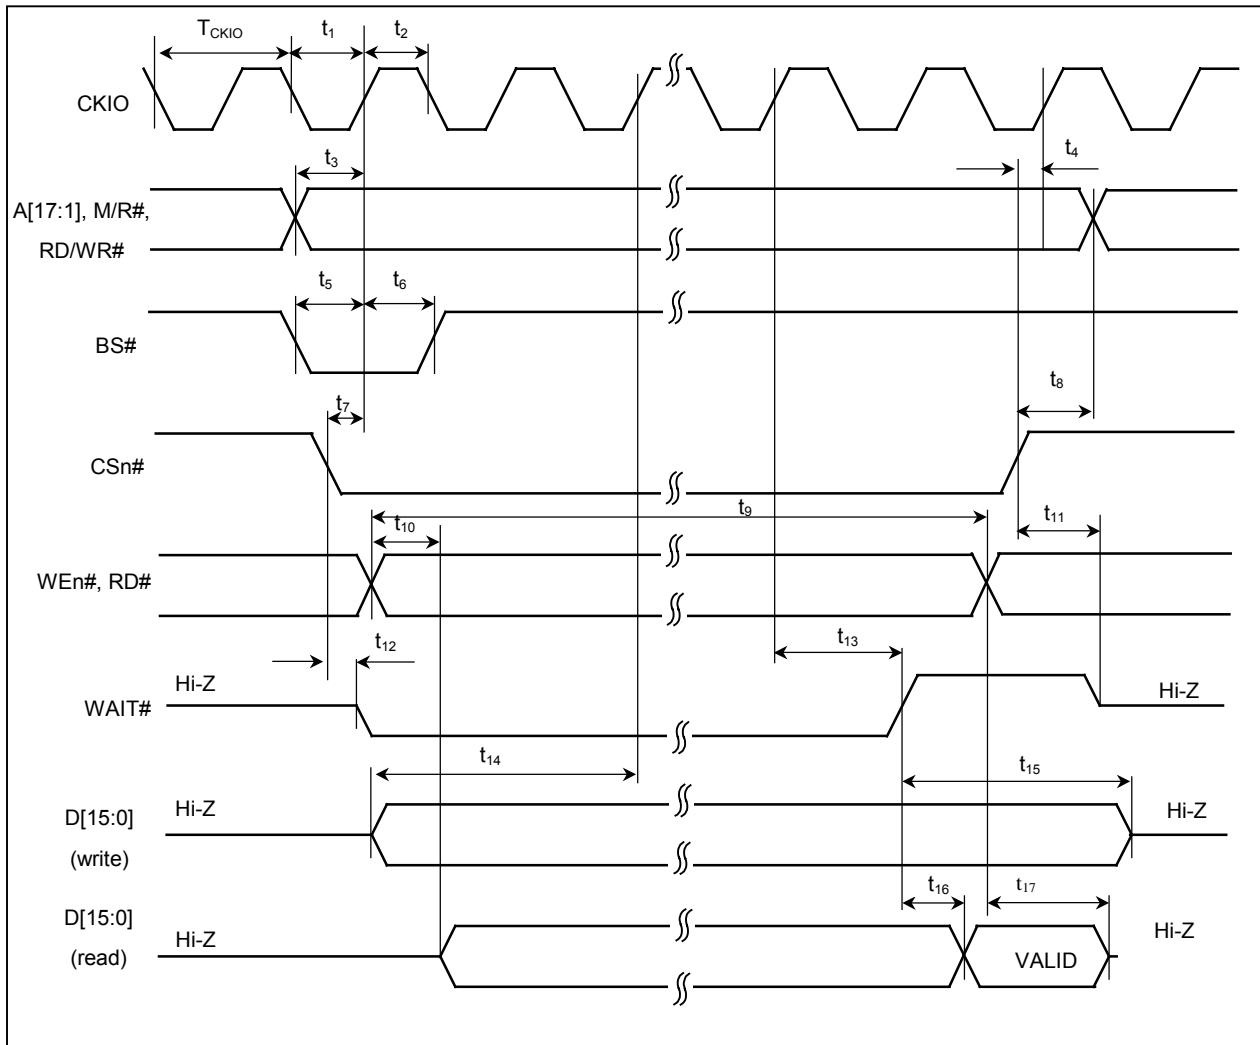 TCKIO t1 t2
CKIO
t3 t4
A[17:1], M/R#,
RD/WR#
t5 t6
BS#
t7 t8
CSn#
t9
t10 t11
WEn#, RD#
t12 t13
Hi-Z Hi-Z
WAIT#
t14 t15
Hi-Z Hi-Z
D[15:0]
(write)
t16 t17
D[15:0]
Hi-Z Hi-Z
(read) VALID